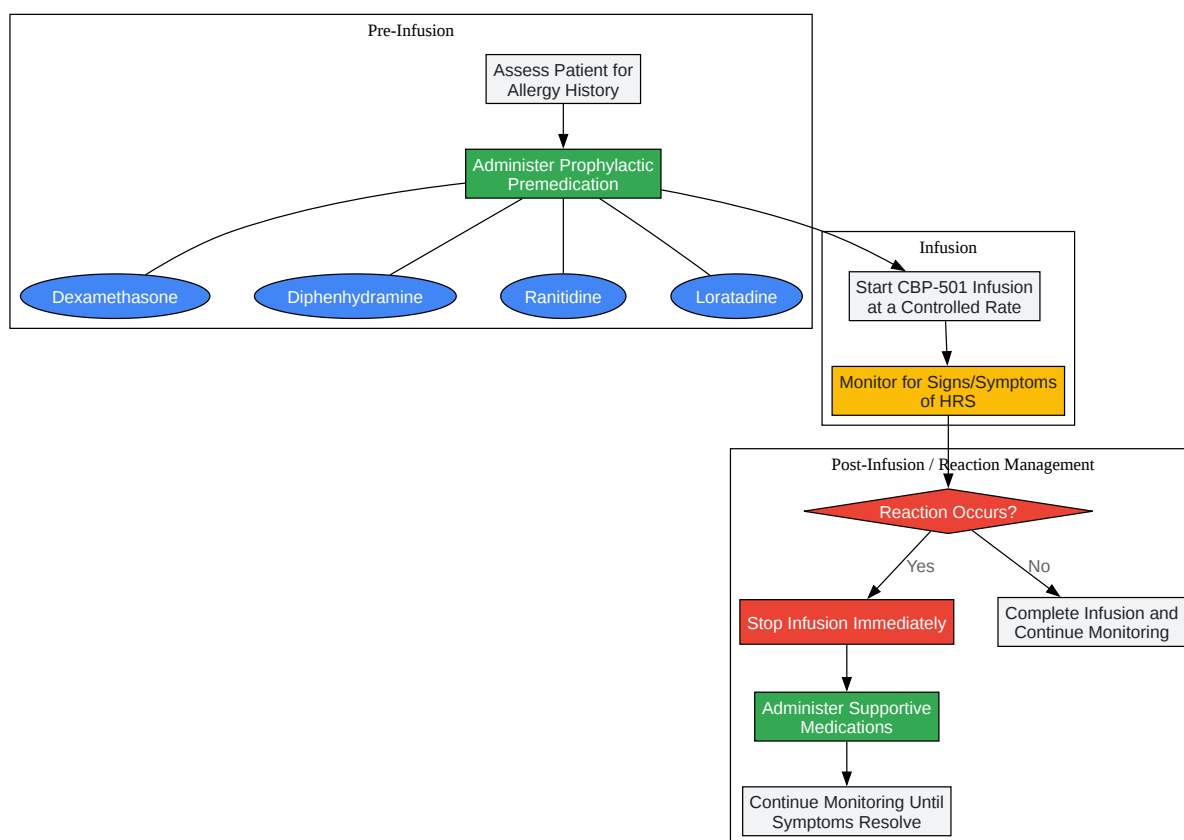 Pre-Infusion
Assess Patient for
Allergy History
Administer Prophylactic
Premedication
Dexamethasone
Diphenhydramine
Ranitidine
Loratadine
Infusion
Start CBP-501 Infusion
at a Controlled Rate
Monitor for Signs/Symptoms
of HRS
Post-Infusion / Reaction Management
Reaction Occurs?
Yes
No
Stop Infusion Immediately
Complete Infusion and
Continue Monitoring
Administer Supportive
Medications
Continue Monitoring Until
Symptoms Resolve